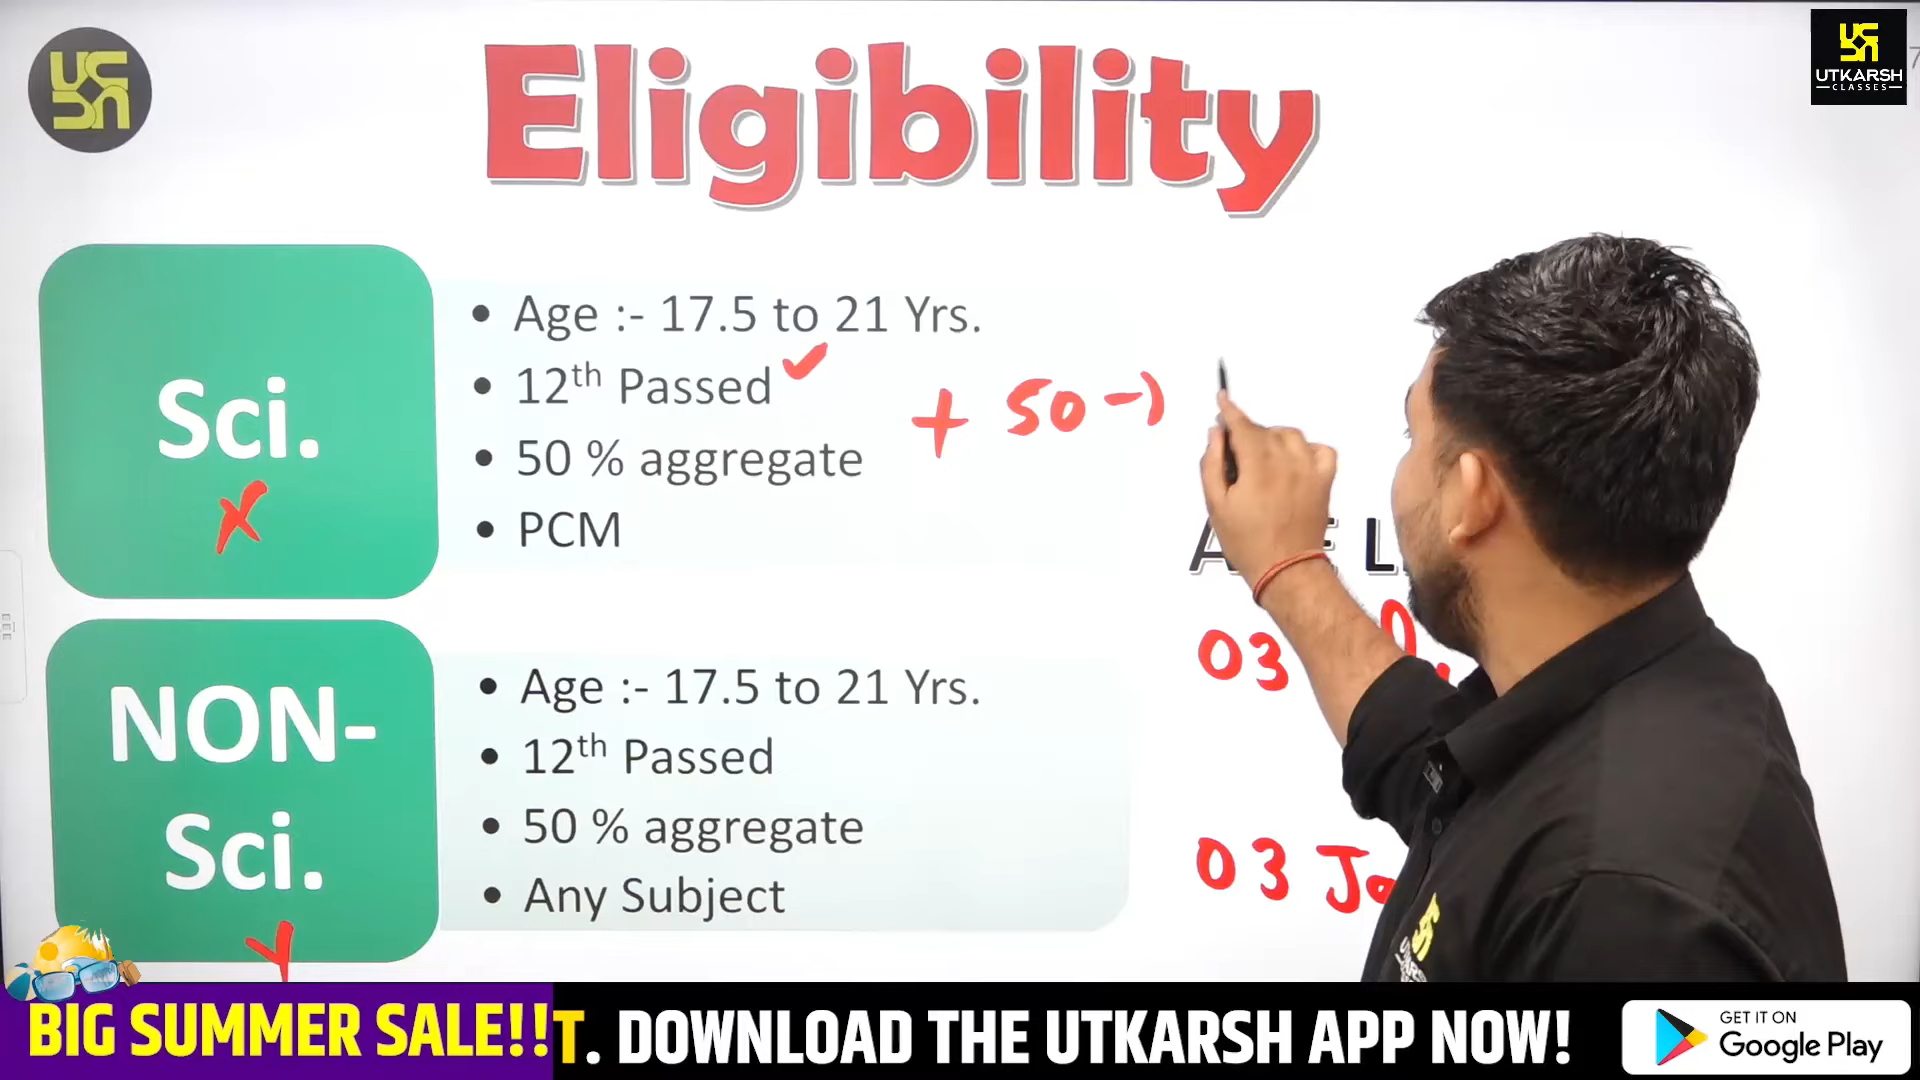 Eligibility
UTKARSH
CLASSES
Sci.
• Age :- 17.5 to 21 Yrs.
• 12th Passed
• 50 % aggregate
• PCM
+ 50
03
NON-
Sci.
• Age :- 17.5 to 21 Yrs.
• 12th Passed
• 50 % aggregate
• Any Subject
03
BIG SUMMER SALE!!
T. DOWNLOAD THE UTKARSH APP NOW!
GET IT ON
Google Play